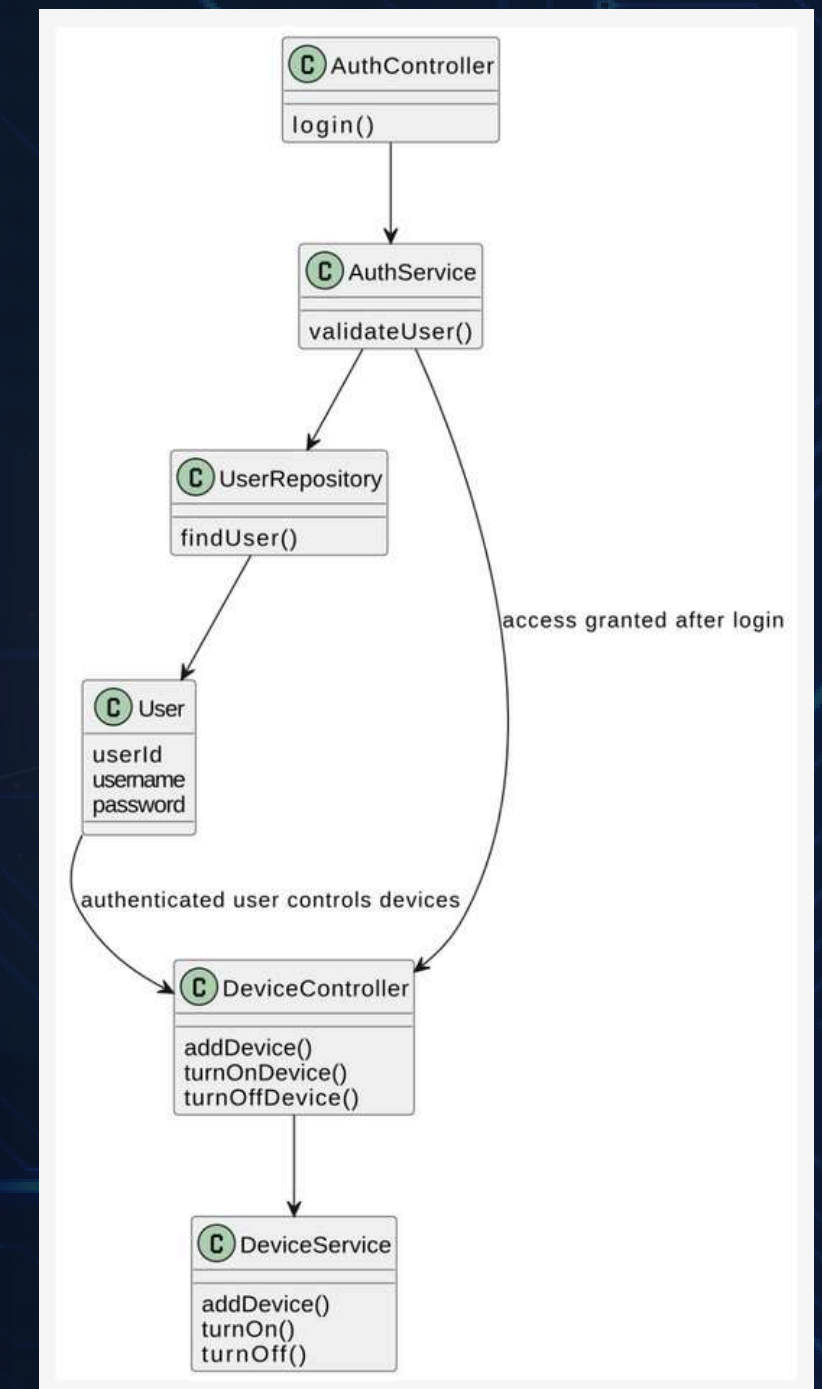 C AuthController
login()
C AuthService
validateUser()
C UserRepository
findUser()
access granted after login
C User
userId
username
password
authenticated user controls devices
C DeviceController
addDevice()
turnOnDevice()
turnOffDevice()
C DeviceService
addDevice()
turnOn()
turnOff()